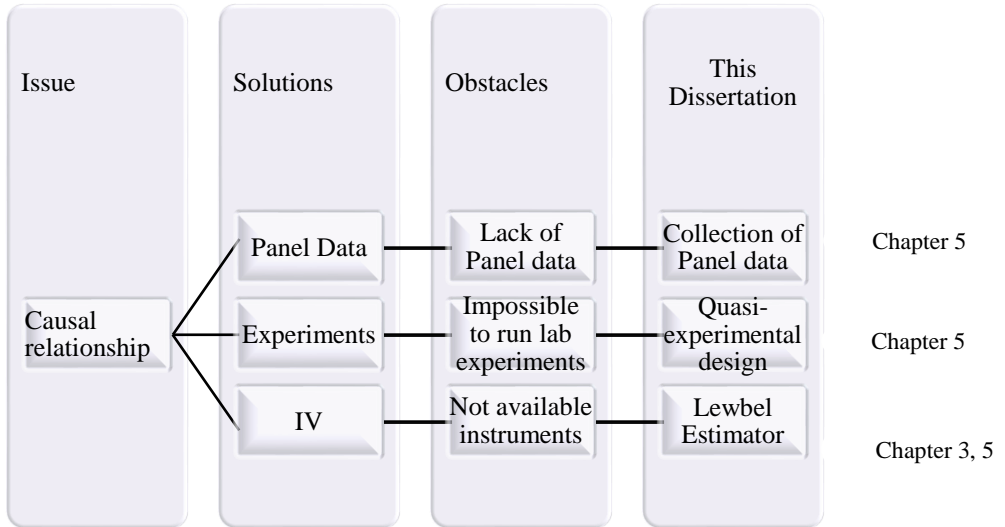 Issue
Solutions
Obstacles
This
Dissertation
Panel Data
Lack of
Panel data
Collection of
Panel data
Chapter 5
Causal
relationship
Experiments
Impossible
to run lab
experiments
Quasi-
experimental
design
Chapter 5
IV
Not available
instruments
Lewbel
Estimator
Chapter 3, 5